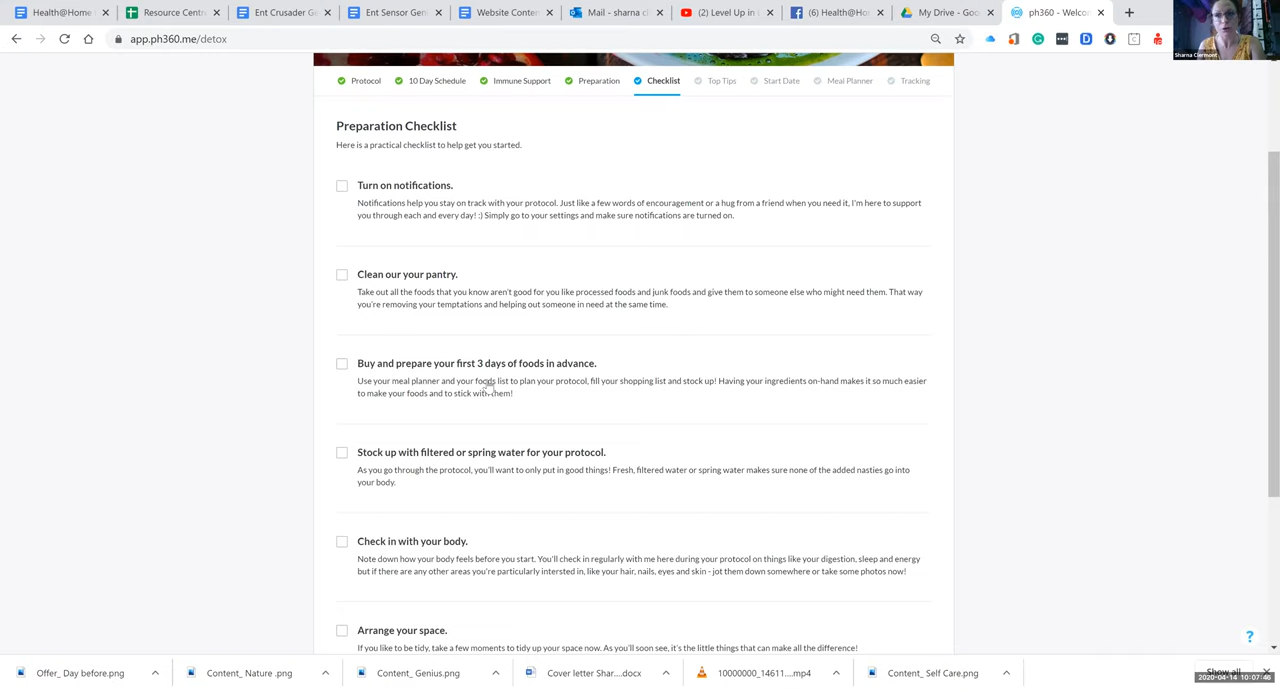 Health@Home
Resource Centr
Ent Crusader Ge
Ent Sensor Gen
Website Conten
Mail - sharna cl
(2) Level Up in
(6) Health@Hom
My Drive - Goo
ph360 - Welcom
app.ph360.me/detox
Sharna Clermont
Protocol
10 Day Schedule
Immune Support
Preparation
Checklist
Top Tips
Start Date
Meal Planner
Tracking
Preparation Checklist
Here is a practical checklist to help get you started.
Turn on notifications.
Notifications help you stay on track with your protocol. Just like a few words of encouragement or a hug from a friend when you need it, I'm here to support
you through each and every day! :) Simply go to your settings and make sure notifications are turned on.
Clean our your pantry.
Take out all the foods that you know aren't good for you like processed foods and junk foods and give them to someone else who might need them. That way
you're removing your temptations and helping out someone in need at the same time.
Buy and prepare your first 3 days of foods in advance.
Use your meal planner and your foods list to plan your protocol, fill your shopping list and stock up! Having your ingredients on-hand makes it so much easier
to make your foods and to stick with them!
Stock up with filtered or spring water for your protocol.
As you go through the protocol, you'll want to only put in good things! Fresh, filtered water or spring water makes sure none of the added nasties go into
your body.
Check in with your body.
Note down how your body feels before you start. You'll check in regularly with me here during your protocol on things like your digestion, sleep and energy
but if there are any other areas you're particularly intersted in, like your hair, nails, eyes and skin - jot them down somewhere or take some photos now!
Arrange your space.
If you like to be tidy, take a few moments to tidy up your space now. As you'll soon see, it's the little things that can make all the difference!
?
Offer_ Day before.png
Content_ Nature .png
Content_ Genius.png
Cover letter Shar....docx
10000000_14611....mp4
Content_ Self Care.png
Show all
2020-04-14 10:07:46